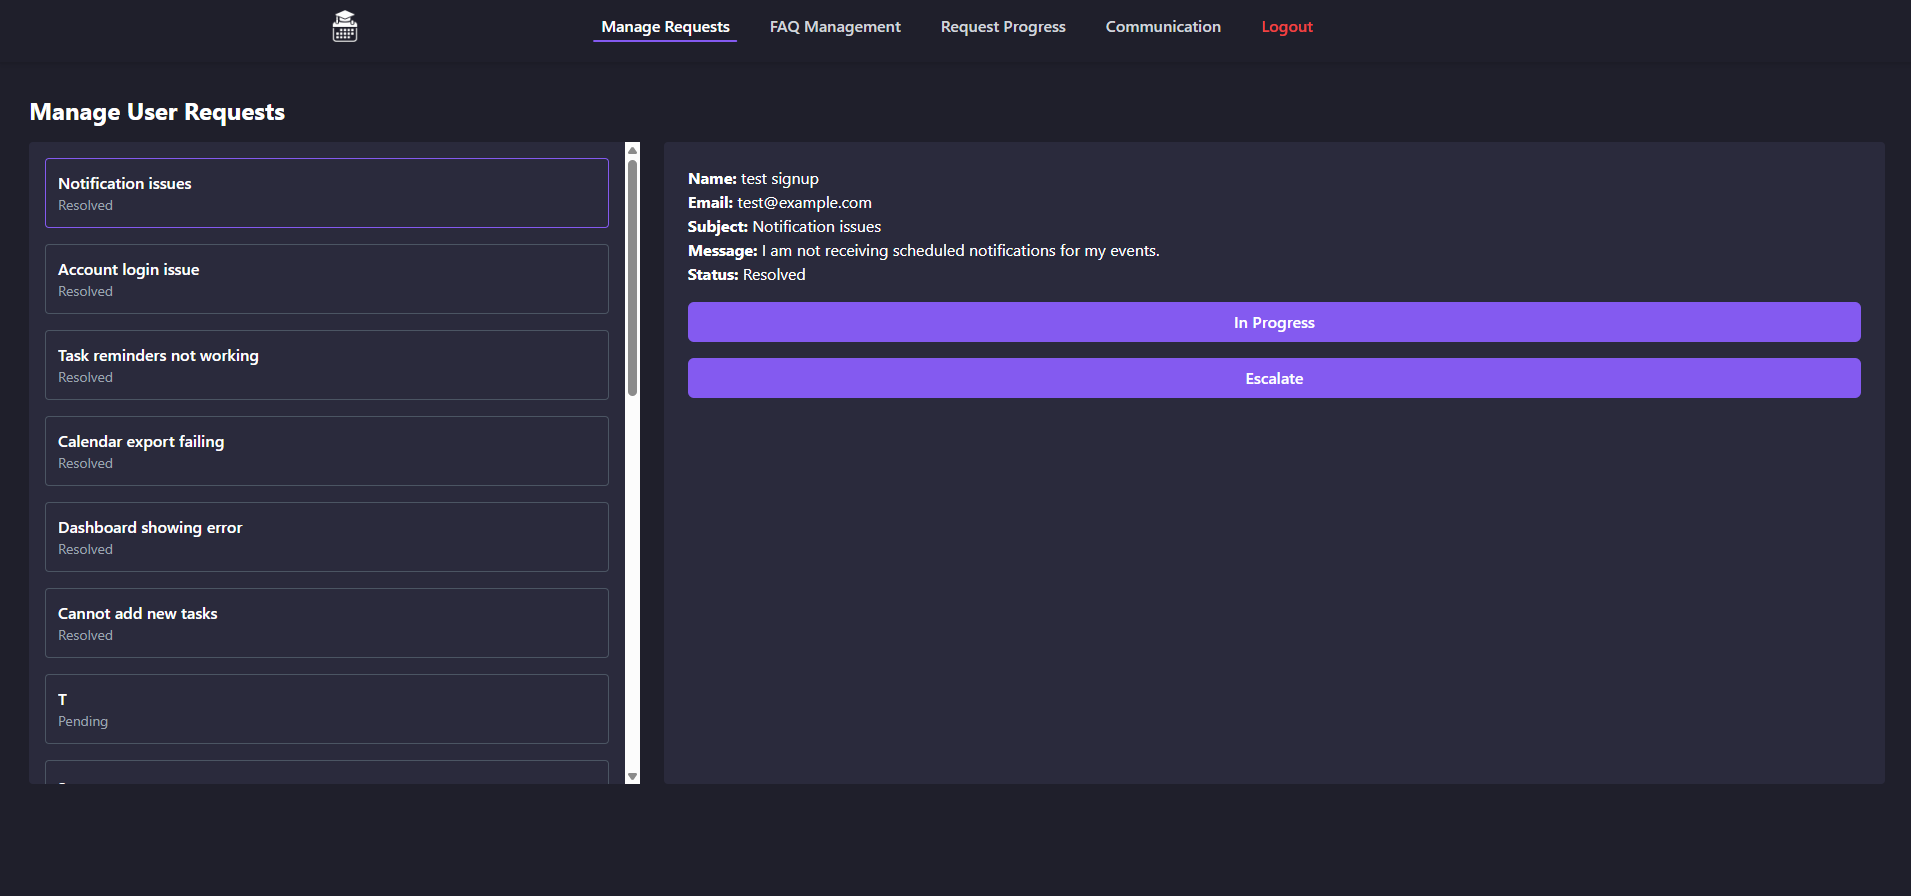 Manage Requests
FAQ Management
Request Progress
Communication
Logout
Manage User Requests
Notification issues
Resolved
Account login issue
Resolved
Task reminders not working
Resolved
Calendar export failing
Resolved
Dashboard showing error
Resolved
Cannot add new tasks
Resolved
T
Pending
Name: test signup
Email: test@example.com
Subject: Notification issues
Message: I am not receiving scheduled notifications for my events.
Status: Resolved
In Progress
Escalate